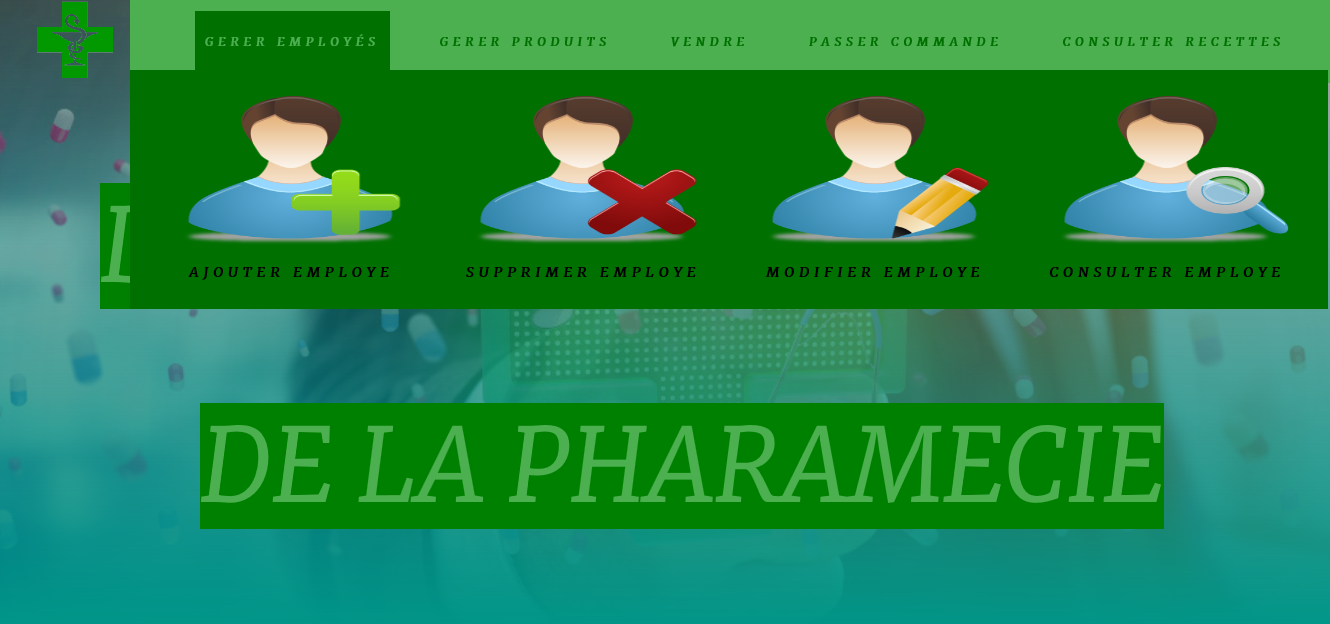 GERER EMPLOYÉS GERER PRODUITS VENDRE PASSER COMMANDE CONSULTER RECETTES
AJOUTER EMPLOYE SUPPRIMER EMPLOYE MODIFIER EMPLOYE CONSULTER EMPLOYE
DE LA PHARAMECIE